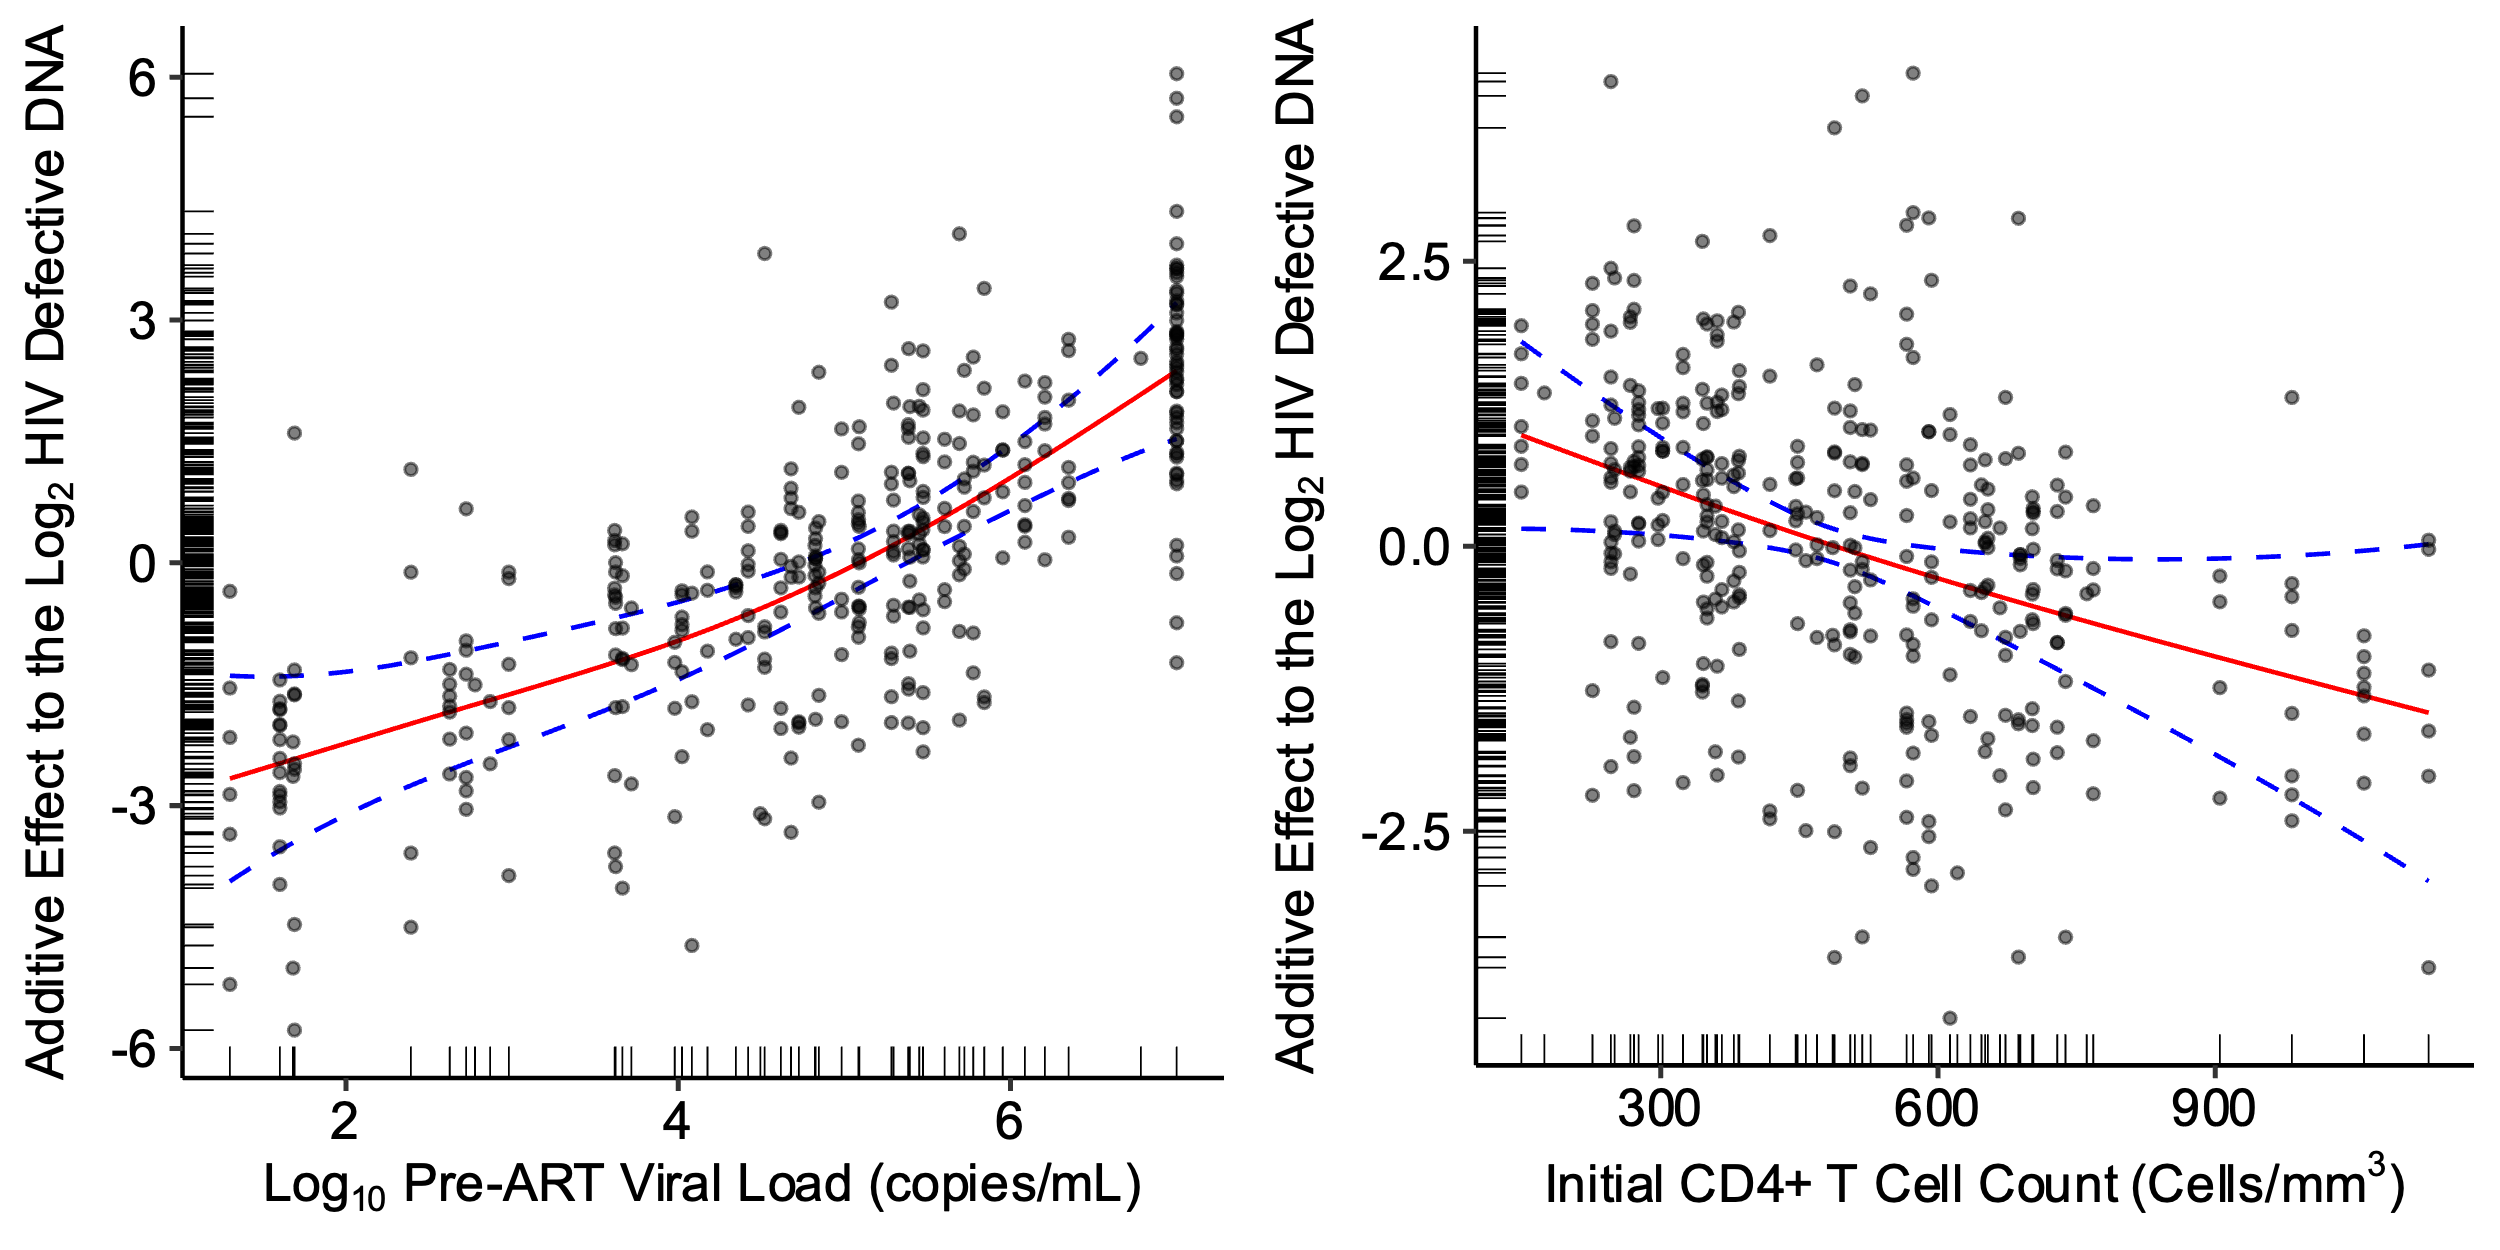 Additive Effect to the Log₂ HIV Defective DNA
6
3
0
-3
-6
2 4 6
Log₁₀ Pre-ART Viral Load (copies/mL)
Additive Effect to the Log₂ HIV Defective DNA
2.5
0.0
-2.5
300 600 900
Initial CD4+ T Cell Count (Cells/mm³)